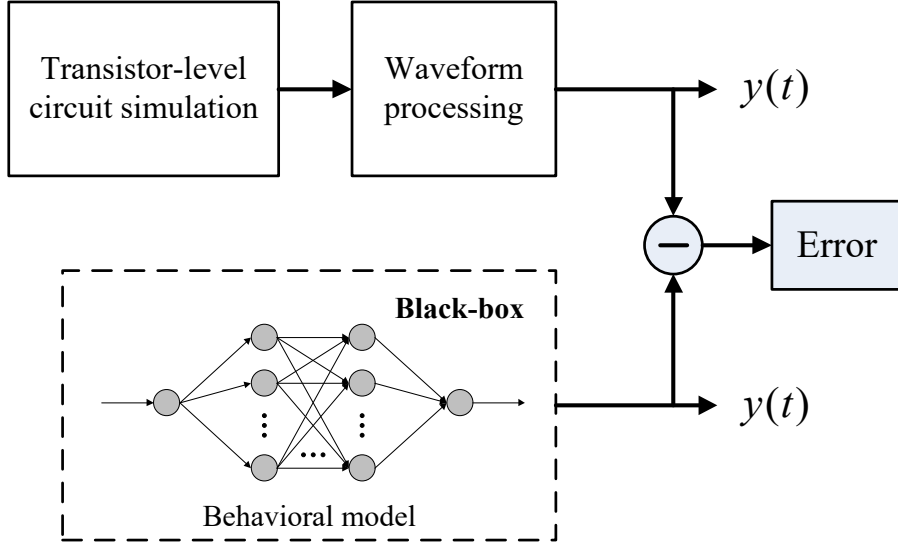 Transistor-level
circuit simulation
Waveform
processing
y(t)
−
Error
Black-box
...
Behavioral model
y(t)